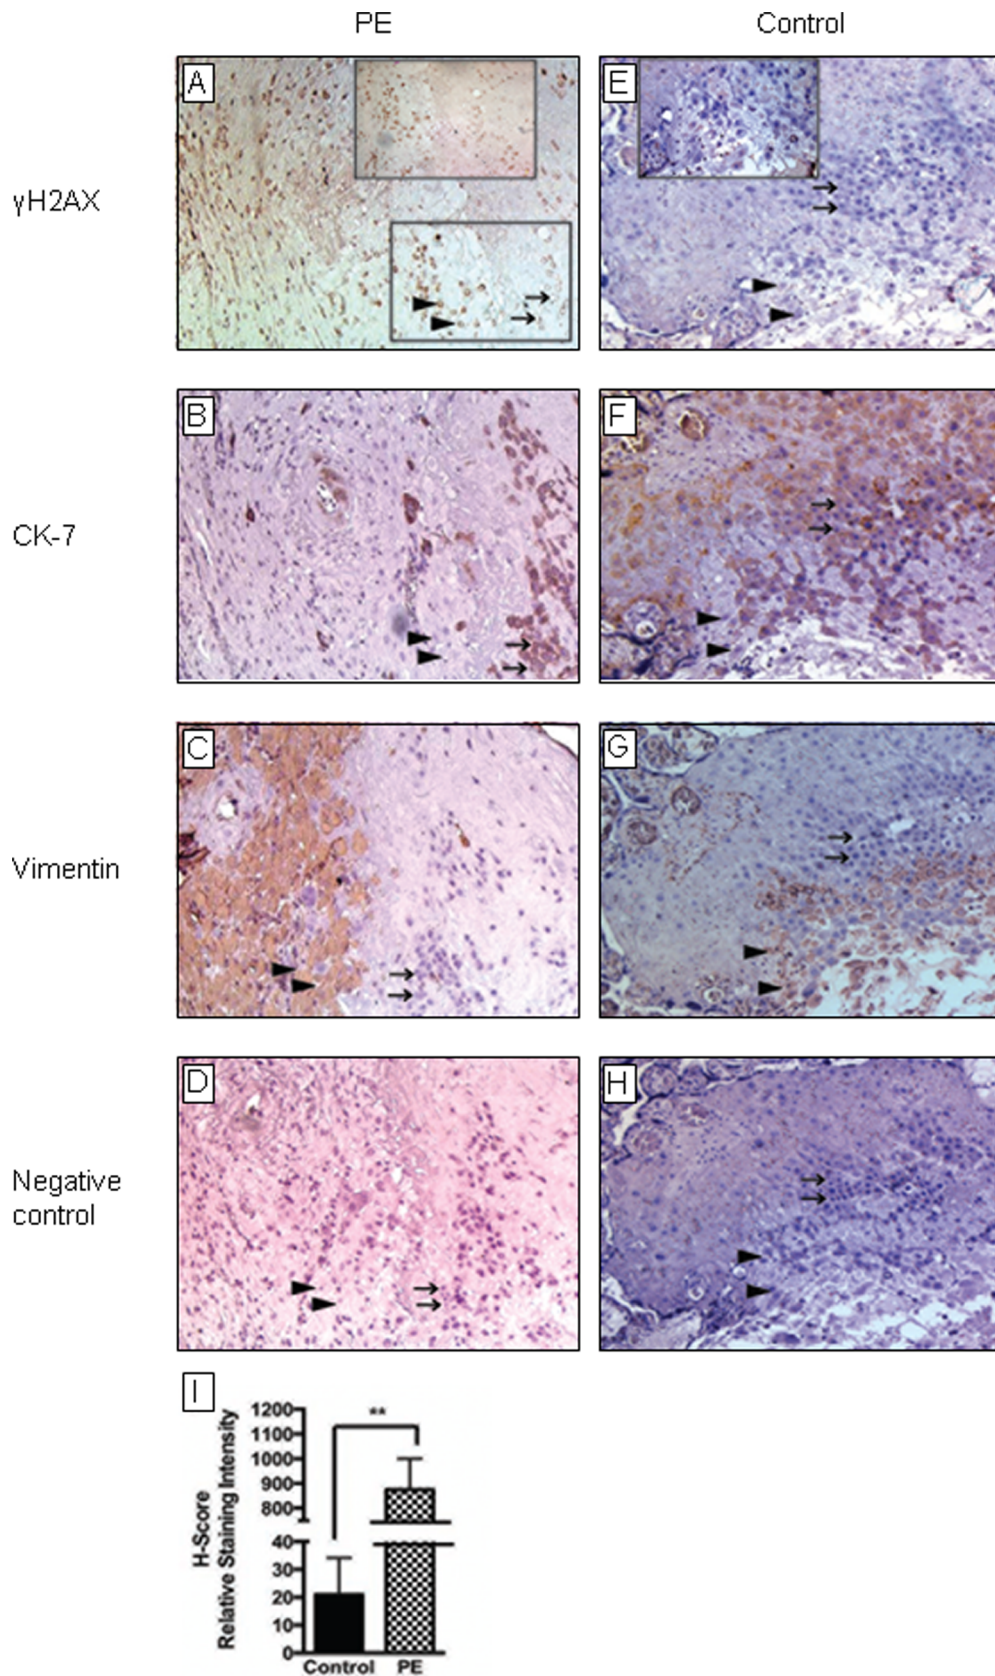 PE Control
γH2AX
A
E
CK-7
B
F
Vimentin
C
G
Negative
control
D
H
I
H-Score
Relative Staining Intensity
1200
1100
1000
900
800
40
30
20
10
0
**
Control PE